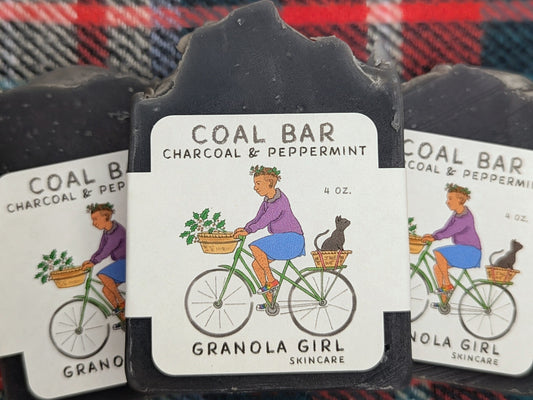 COAL BAR
CHARCOAL & PEPPERMINT
4 OZ.
GRANOLA GIRL
SKINCARE
COAL BAR
CHARCOAL & PEPPERMINT
GRANO
COAL BAR
CHARCOAL & PEPPERMINT
4 OZ.
GRANOLA GIRL
SKINCARE